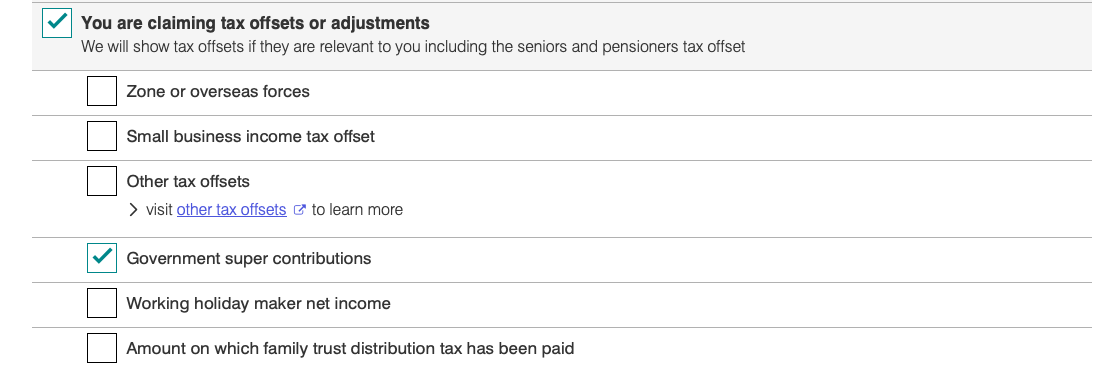 You are claiming tax offsets or adjustments
We will show tax offsets if they are relevant to you including the seniors and pensioners tax offset
Zone or overseas forces
Small business income tax offset
Other tax offsets
visit other tax offsets to learn more
Government super contributions
Working holiday maker net income
Amount on which family trust distribution tax has been paid